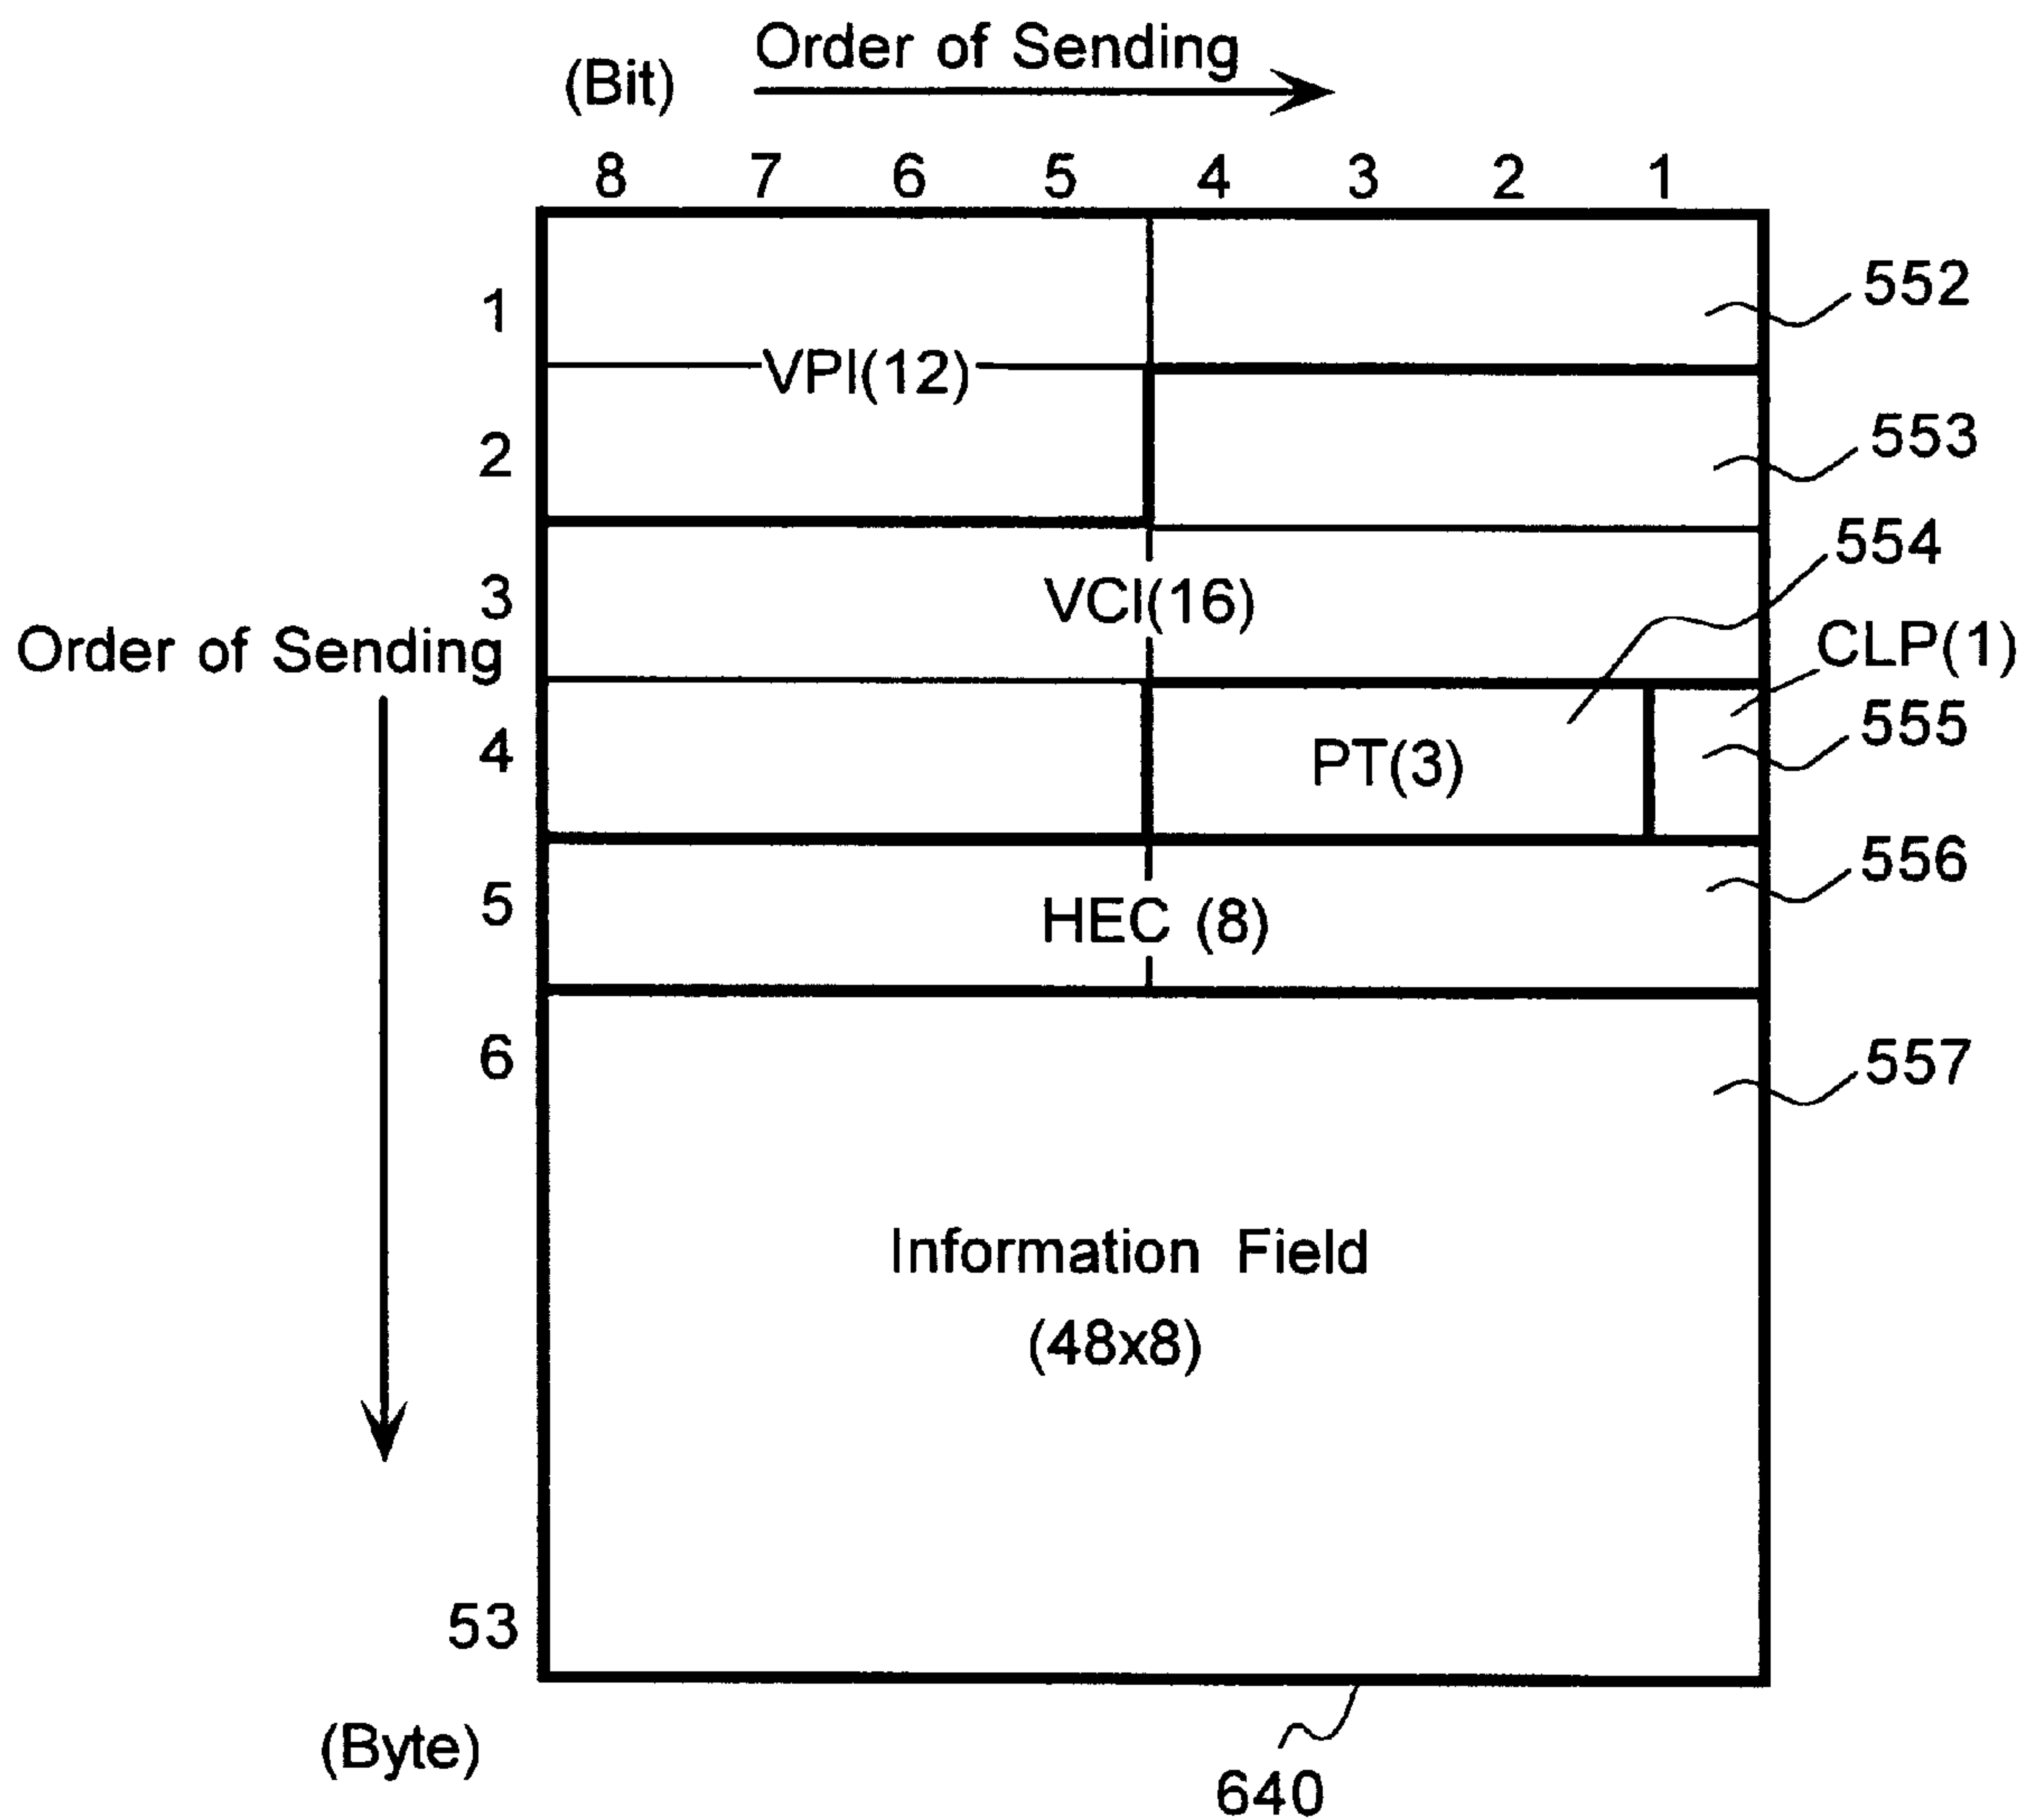 Order of Sending
(Bit)
8 7 6 5 4 3 2 1
552
1
VPI(12)
553
2
554
3
VCI(16)
CLP(1)
Order of Sending
555
4
PT(3)
556
5
HEC (8)
6
557
Information Field
(48x8)
53
(Byte)
640